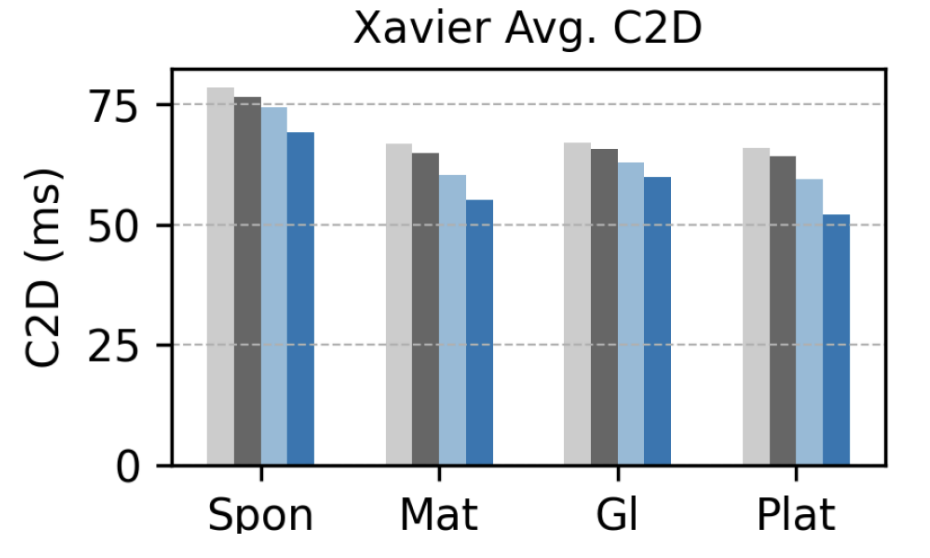 Xavier Avg. C2D
C2D (ms)
75
50
25
0
Spon Mat Gl Plat